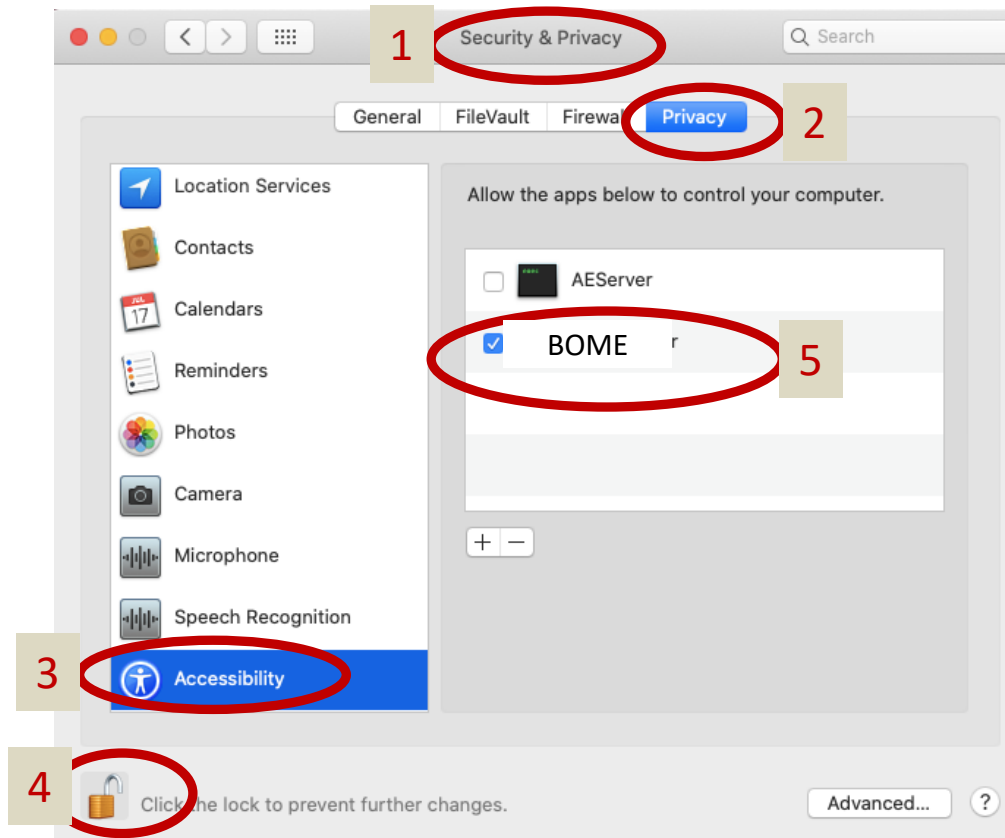 1
Security & Privacy
Search
General
FileVault
Firewal
Privacy
2
Location Services
Contacts
JUL
17
Calendars
Reminders
Photos
Camera
Microphone
Speech Recognition
3
Accessibility
Allow the apps below to control your computer.
AEServer
BOME r
5
+ −
4
Click the lock to prevent further changes.
Advanced...
?